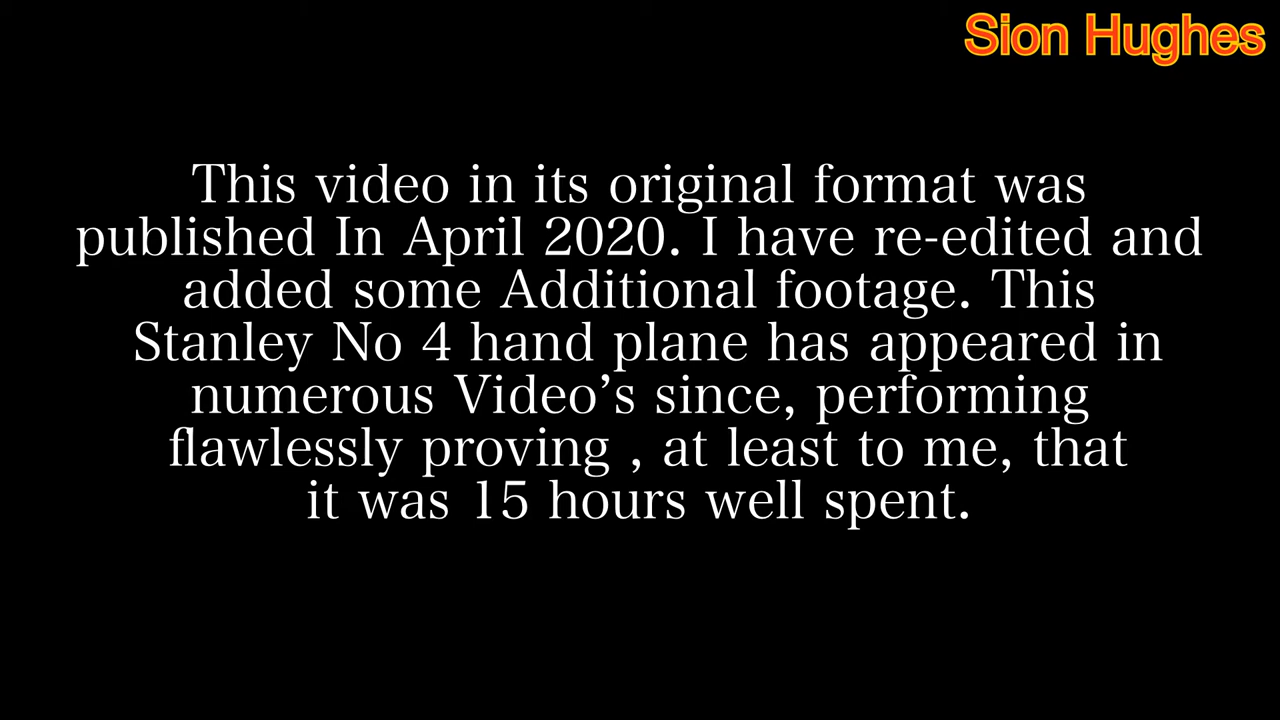 Sion Hughes
This video in its original format was
published In April 2020. I have re-edited and
added some Additional footage. This
Stanley No 4 hand plane has appeared in
numerous Video’s since, performing
flawlessly proving , at least to me, that
it was 15 hours well spent.